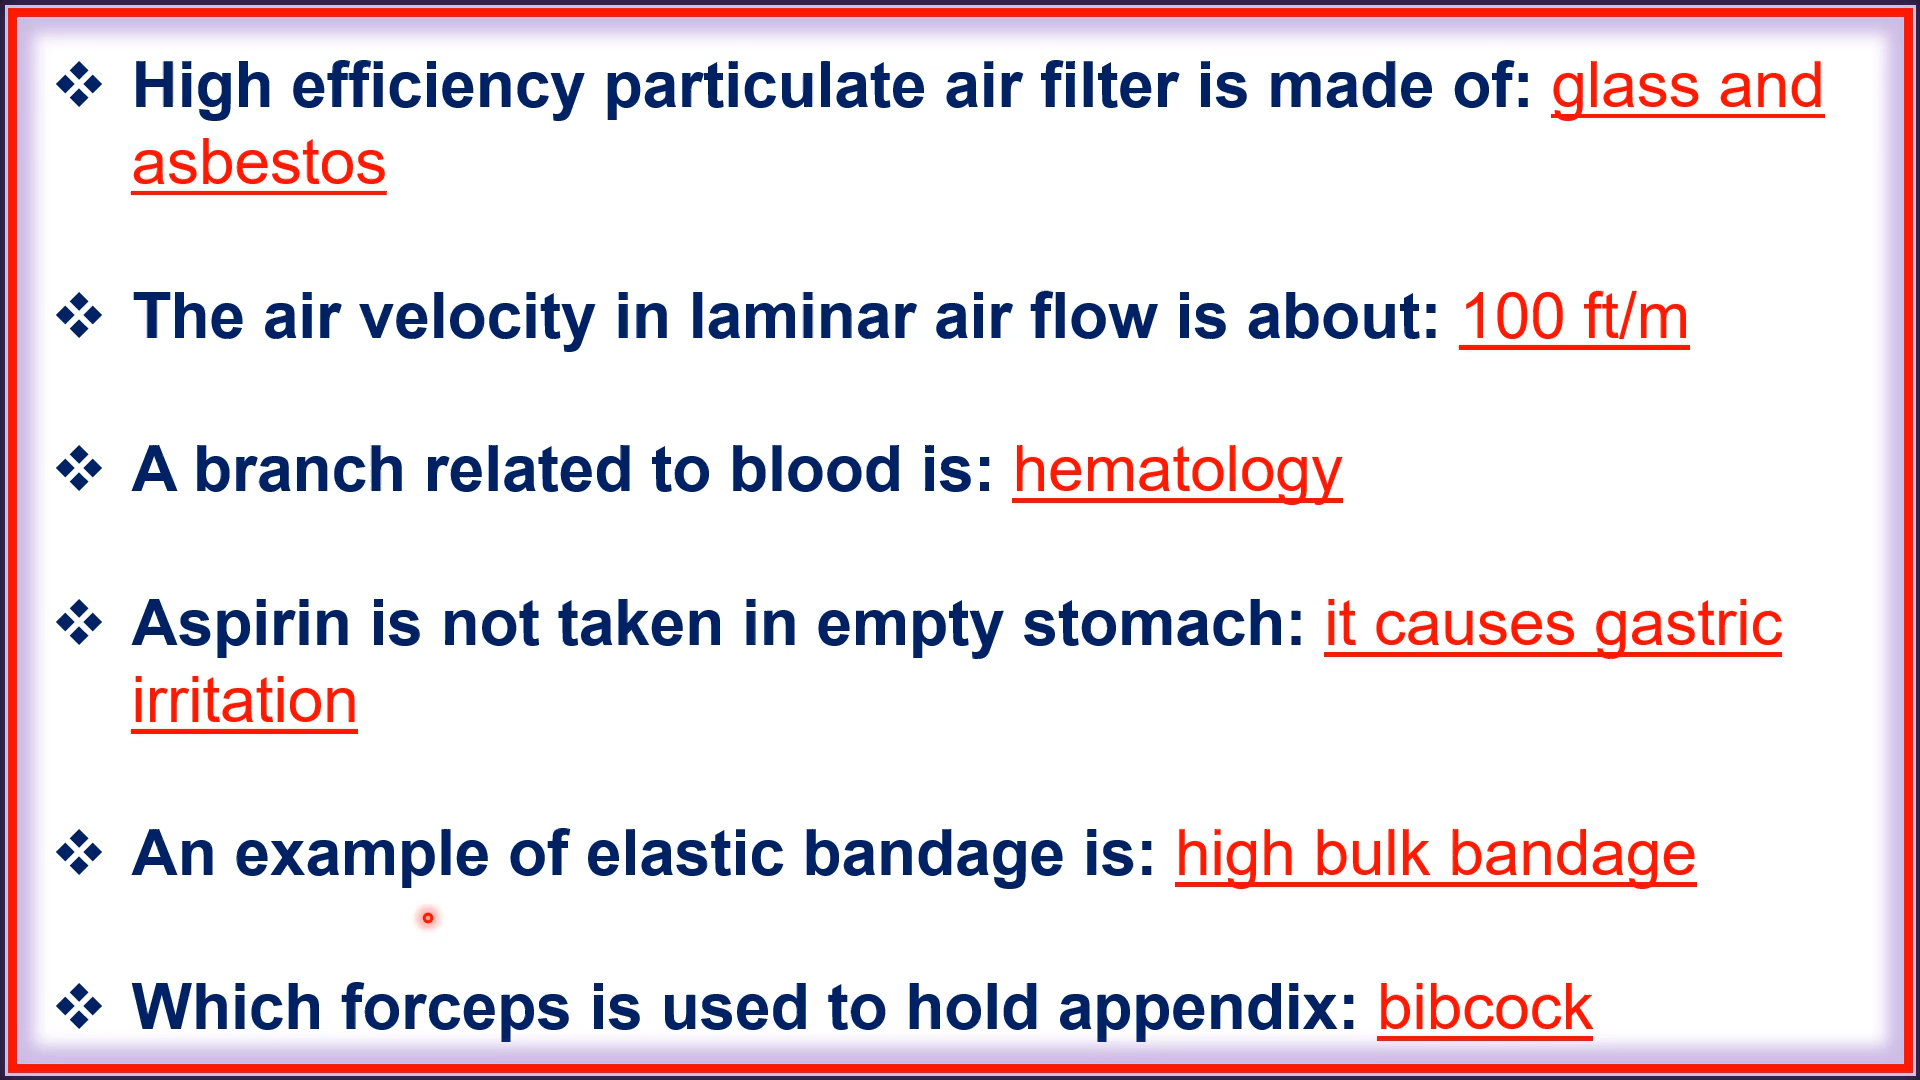 ❖ High efficiency particulate air filter is made of: glass and
asbestos
❖ The air velocity in laminar air flow is about: 100 ft/m
❖ A branch related to blood is: hematology
❖ Aspirin is not taken in empty stomach: it causes gastric
irritation
❖ An example of elastic bandage is: high bulk bandage
❖ Which forceps is used to hold appendix: bibcock